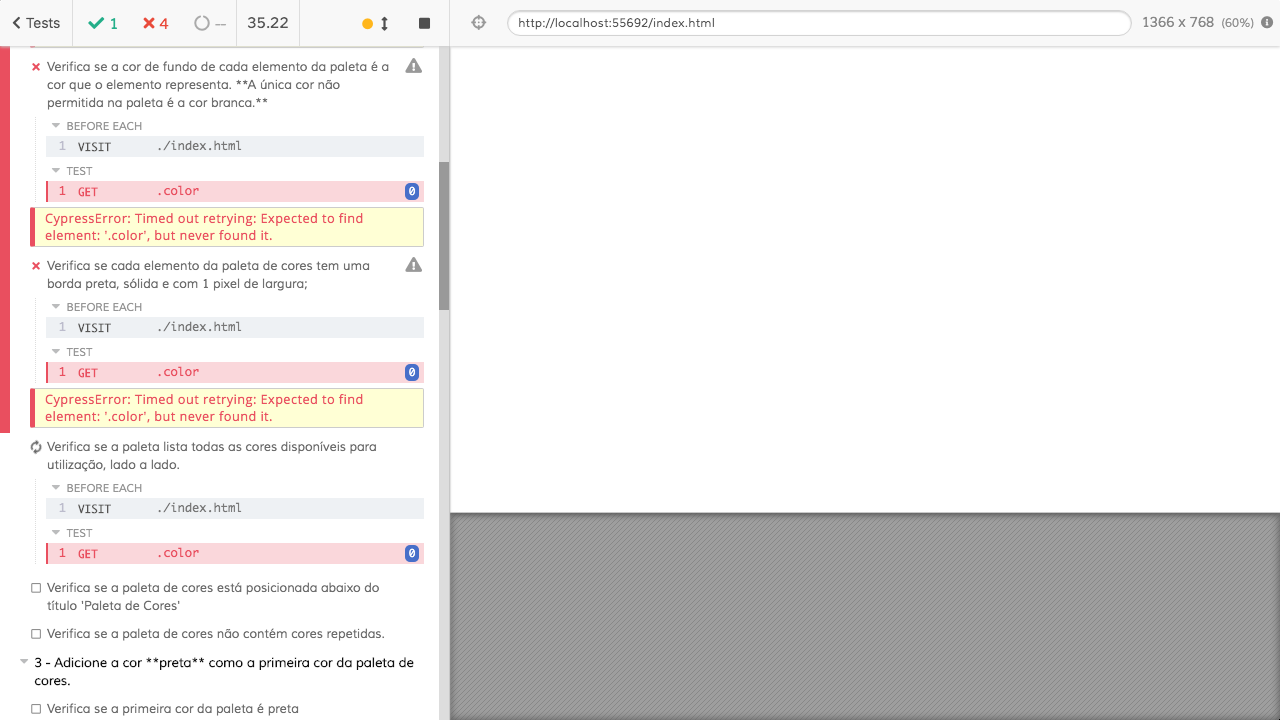 Tests 1 4 -- 35.22
http://localhost:55692/index.html 1366 x 768 (60%)
Verifica se a cor de fundo de cada elemento da paleta é a
cor que o elemento representa. **A única cor não
permitida na paleta é a cor branca.**
BEFORE EACH
1 VISIT ./index.html
TEST
1 GET .color 0
CypressError: Timed out retrying: Expected to find
element: '.color', but never found it.
Verifica se cada elemento da paleta de cores tem uma
borda preta, sólida e com 1 pixel de largura;
BEFORE EACH
1 VISIT ./index.html
TEST
1 GET .color 0
CypressError: Timed out retrying: Expected to find
element: '.color', but never found it.
Verifica se a paleta lista todas as cores disponíveis para
utilização, lado a lado.
BEFORE EACH
1 VISIT ./index.html
TEST
1 GET .color 0
Verifica se a paleta de cores está posicionada abaixo do
título 'Paleta de Cores'
Verifica se a paleta de cores não contém cores repetidas.
3 - Adicione a cor **preta** como a primeira cor da paleta de
cores.
Verifica se a primeira cor da paleta é preta